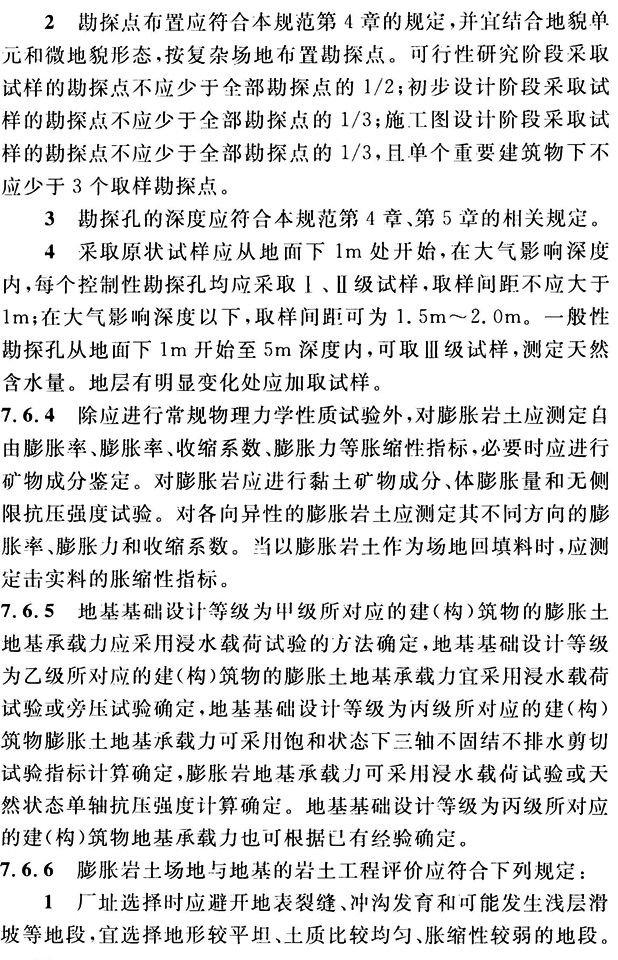 2 勘探点布置应符合本规范第4章的规定,并宜结合地貌单
元和微地貌形态,按复杂场地布置勘探点。可行性研究阶段采取
试样的勘探点不应少于全部勘探点的1/2;初步设计阶段采取试
样的勘探点不应少于全部勘探点的1/3;施工图设计阶段采取试
样的勘探点不应少于全部勘探点的1/3,且单个重要建筑物下不
应少于3个取样勘探点。
3 勘探孔的深度应符合本规范第4章、第5章的相关规定。
4 采取原状试样应从地面下1m处开始,在大气影响深度
内,每个控制性勘探孔均应采取Ⅰ、Ⅱ级试样,取样间距不应大于
1m;在大气影响深度以下,取样间距可为1.5m~2.0m。一般性
勘探孔从地面下1m开始至5m深度内,可取Ⅲ级试样,测定天然
含水量。地层有明显变化处应加取试样。
7.6.4 除应进行常规物理力学性质试验外,对膨胀岩土应测定自
由膨胀率、膨胀率、收缩系数、膨胀力等胀缩性指标,必要时应进行
矿物成分鉴定。对膨胀岩应进行黏土矿物成分、体膨胀量和无侧
限抗压强度试验。对各向异性的膨胀岩土应测定其不同方向的膨
胀率、膨胀力和收缩系数。当以膨胀岩土作为场地回填料时,应测
定击实料的胀缩性指标。
7.6.5 地基基础设计等级为甲级所对应的建(构)筑物的膨胀土
地基承载力应采用浸水载荷试验的方法确定,地基基础设计等级
为乙级所对应的建(构)筑物的膨胀土地基承载力宜采用浸水载荷
试验或旁压试验确定,地基基础设计等级为丙级所对应的建(构)
筑物膨胀土地基承载力可采用饱和状态下三轴不固结不排水剪切
试验指标计算确定,膨胀岩地基承载力可采用浸水载荷试验或天
然状态单轴抗压强度计算确定。地基基础设计等级为丙级所对应
的建(构)筑物地基承载力也可根据已有经验确定。
7.6.6 膨胀岩土场地与地基的岩土工程评价应符合下列规定:
1 厂址选择时应避开地表裂缝、冲沟发育和可能发生浅层滑
坡等地段,宜选择地形较平坦、土质比较均匀、胀缩性较弱的地段。